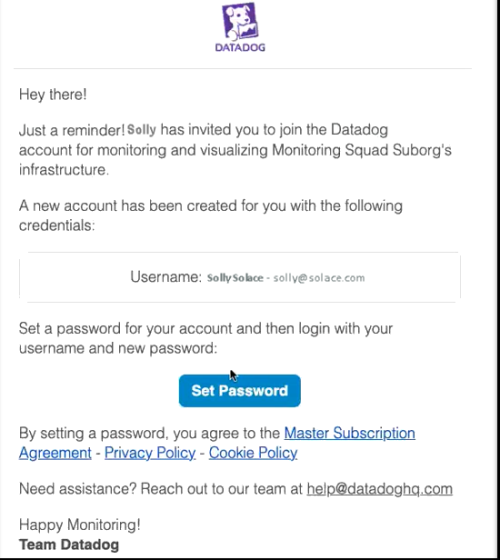 DATADOG
Hey there!
Just a reminder! Solly has invited you to join the Datadog
account for monitoring and visualizing Monitoring Squad Suborg's
infrastructure.
A new account has been created for you with the following
credentials:
Username: Solly Solace - solly@solace.com
Set a password for your account and then login with your
username and new password:
Set Password
By setting a password, you agree to the Master Subscription
Agreement - Privacy Policy - Cookie Policy
Need assistance? Reach out to our team at help@datadoghq.com
Happy Monitoring!
Team Datadog